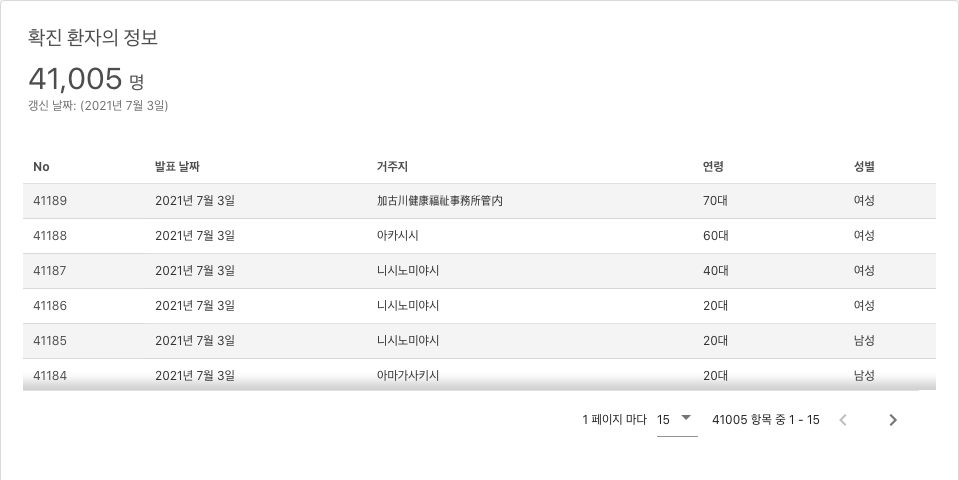 확진 환자의 정보
41,005 명
갱신 날짜: (2021년 7월 3일)
No 발표 날짜 거주지 연령 성별
41189 2021년 7월 3일 加古川健康福祉事務所管内 70대 여성
41188 2021년 7월 3일 아카시시 60대 여성
41187 2021년 7월 3일 니시노미야시 40대 여성
41186 2021년 7월 3일 니시노미야시 20대 여성
41185 2021년 7월 3일 니시노미야시 20대 남성
41184 2021년 7월 3일 아마가사키시 20대 남성
1 페이지 마다 15 41005 항목 중 1 - 15